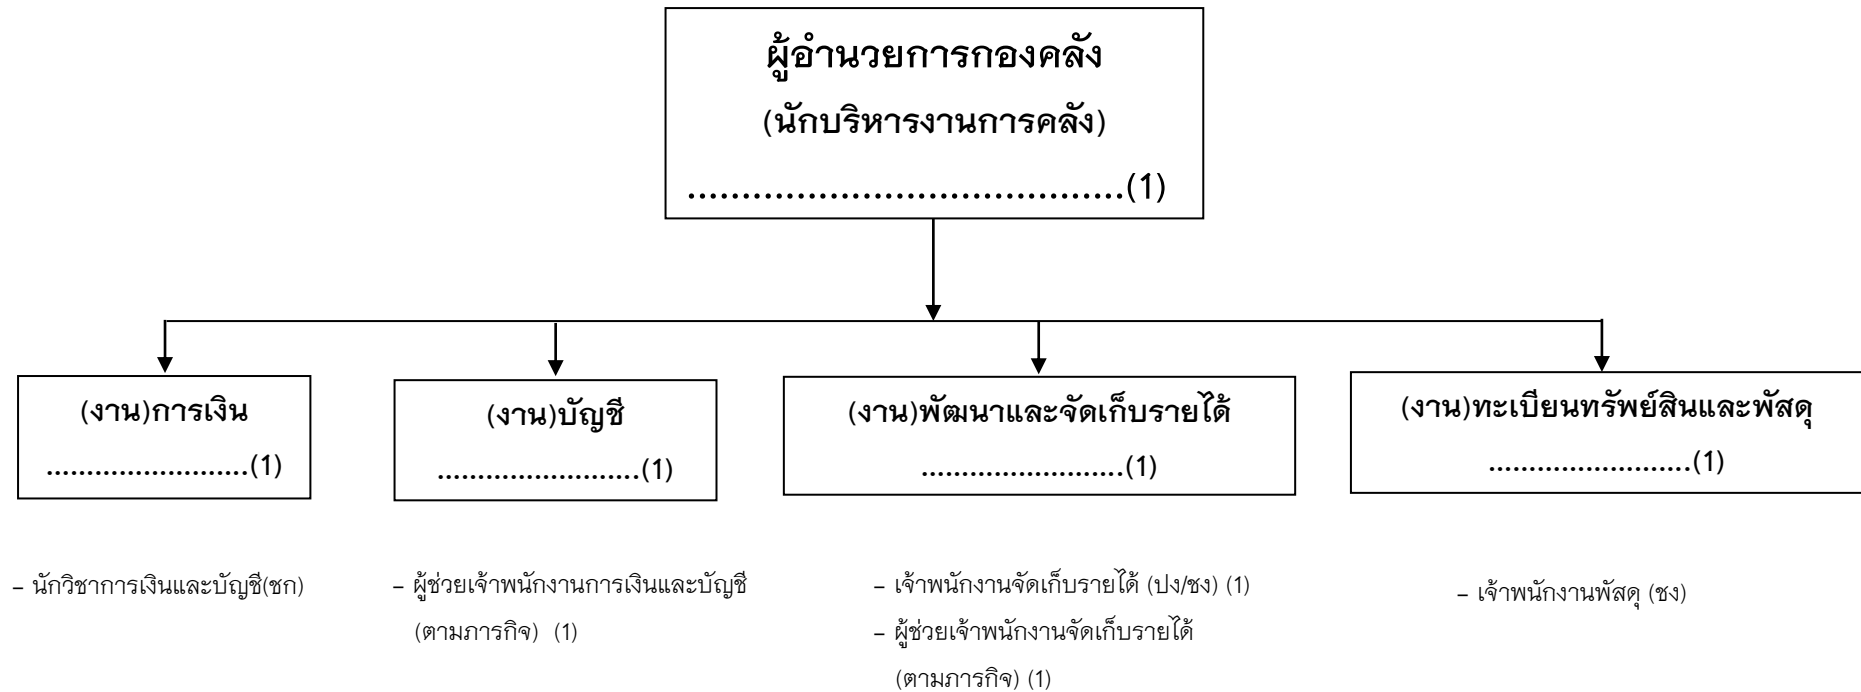 ผู้อำนวยการกองคลัง
(นักบริหารงานการคลัง)
........................................(1)
(งาน)การเงิน
.........................(1)
(งาน)บัญชี
.........................(1)
(งาน)พัฒนาและจัดเก็บรายได้
.........................(1)
(งาน)ทะเบียนทรัพย์สินและพัสดุ
.........................(1)
– นักวิชาการเงินและบัญชี(ชก)
– ผู้ช่วยเจ้าพนักงานการเงินและบัญชี
(ตามภารกิจ) (1)
– เจ้าพนักงานจัดเก็บรายได้ (ปง/ชง) (1)
– ผู้ช่วยเจ้าพนักงานจัดเก็บรายได้
(ตามภารกิจ) (1)
– เจ้าพนักงานพัสดุ (ชง)